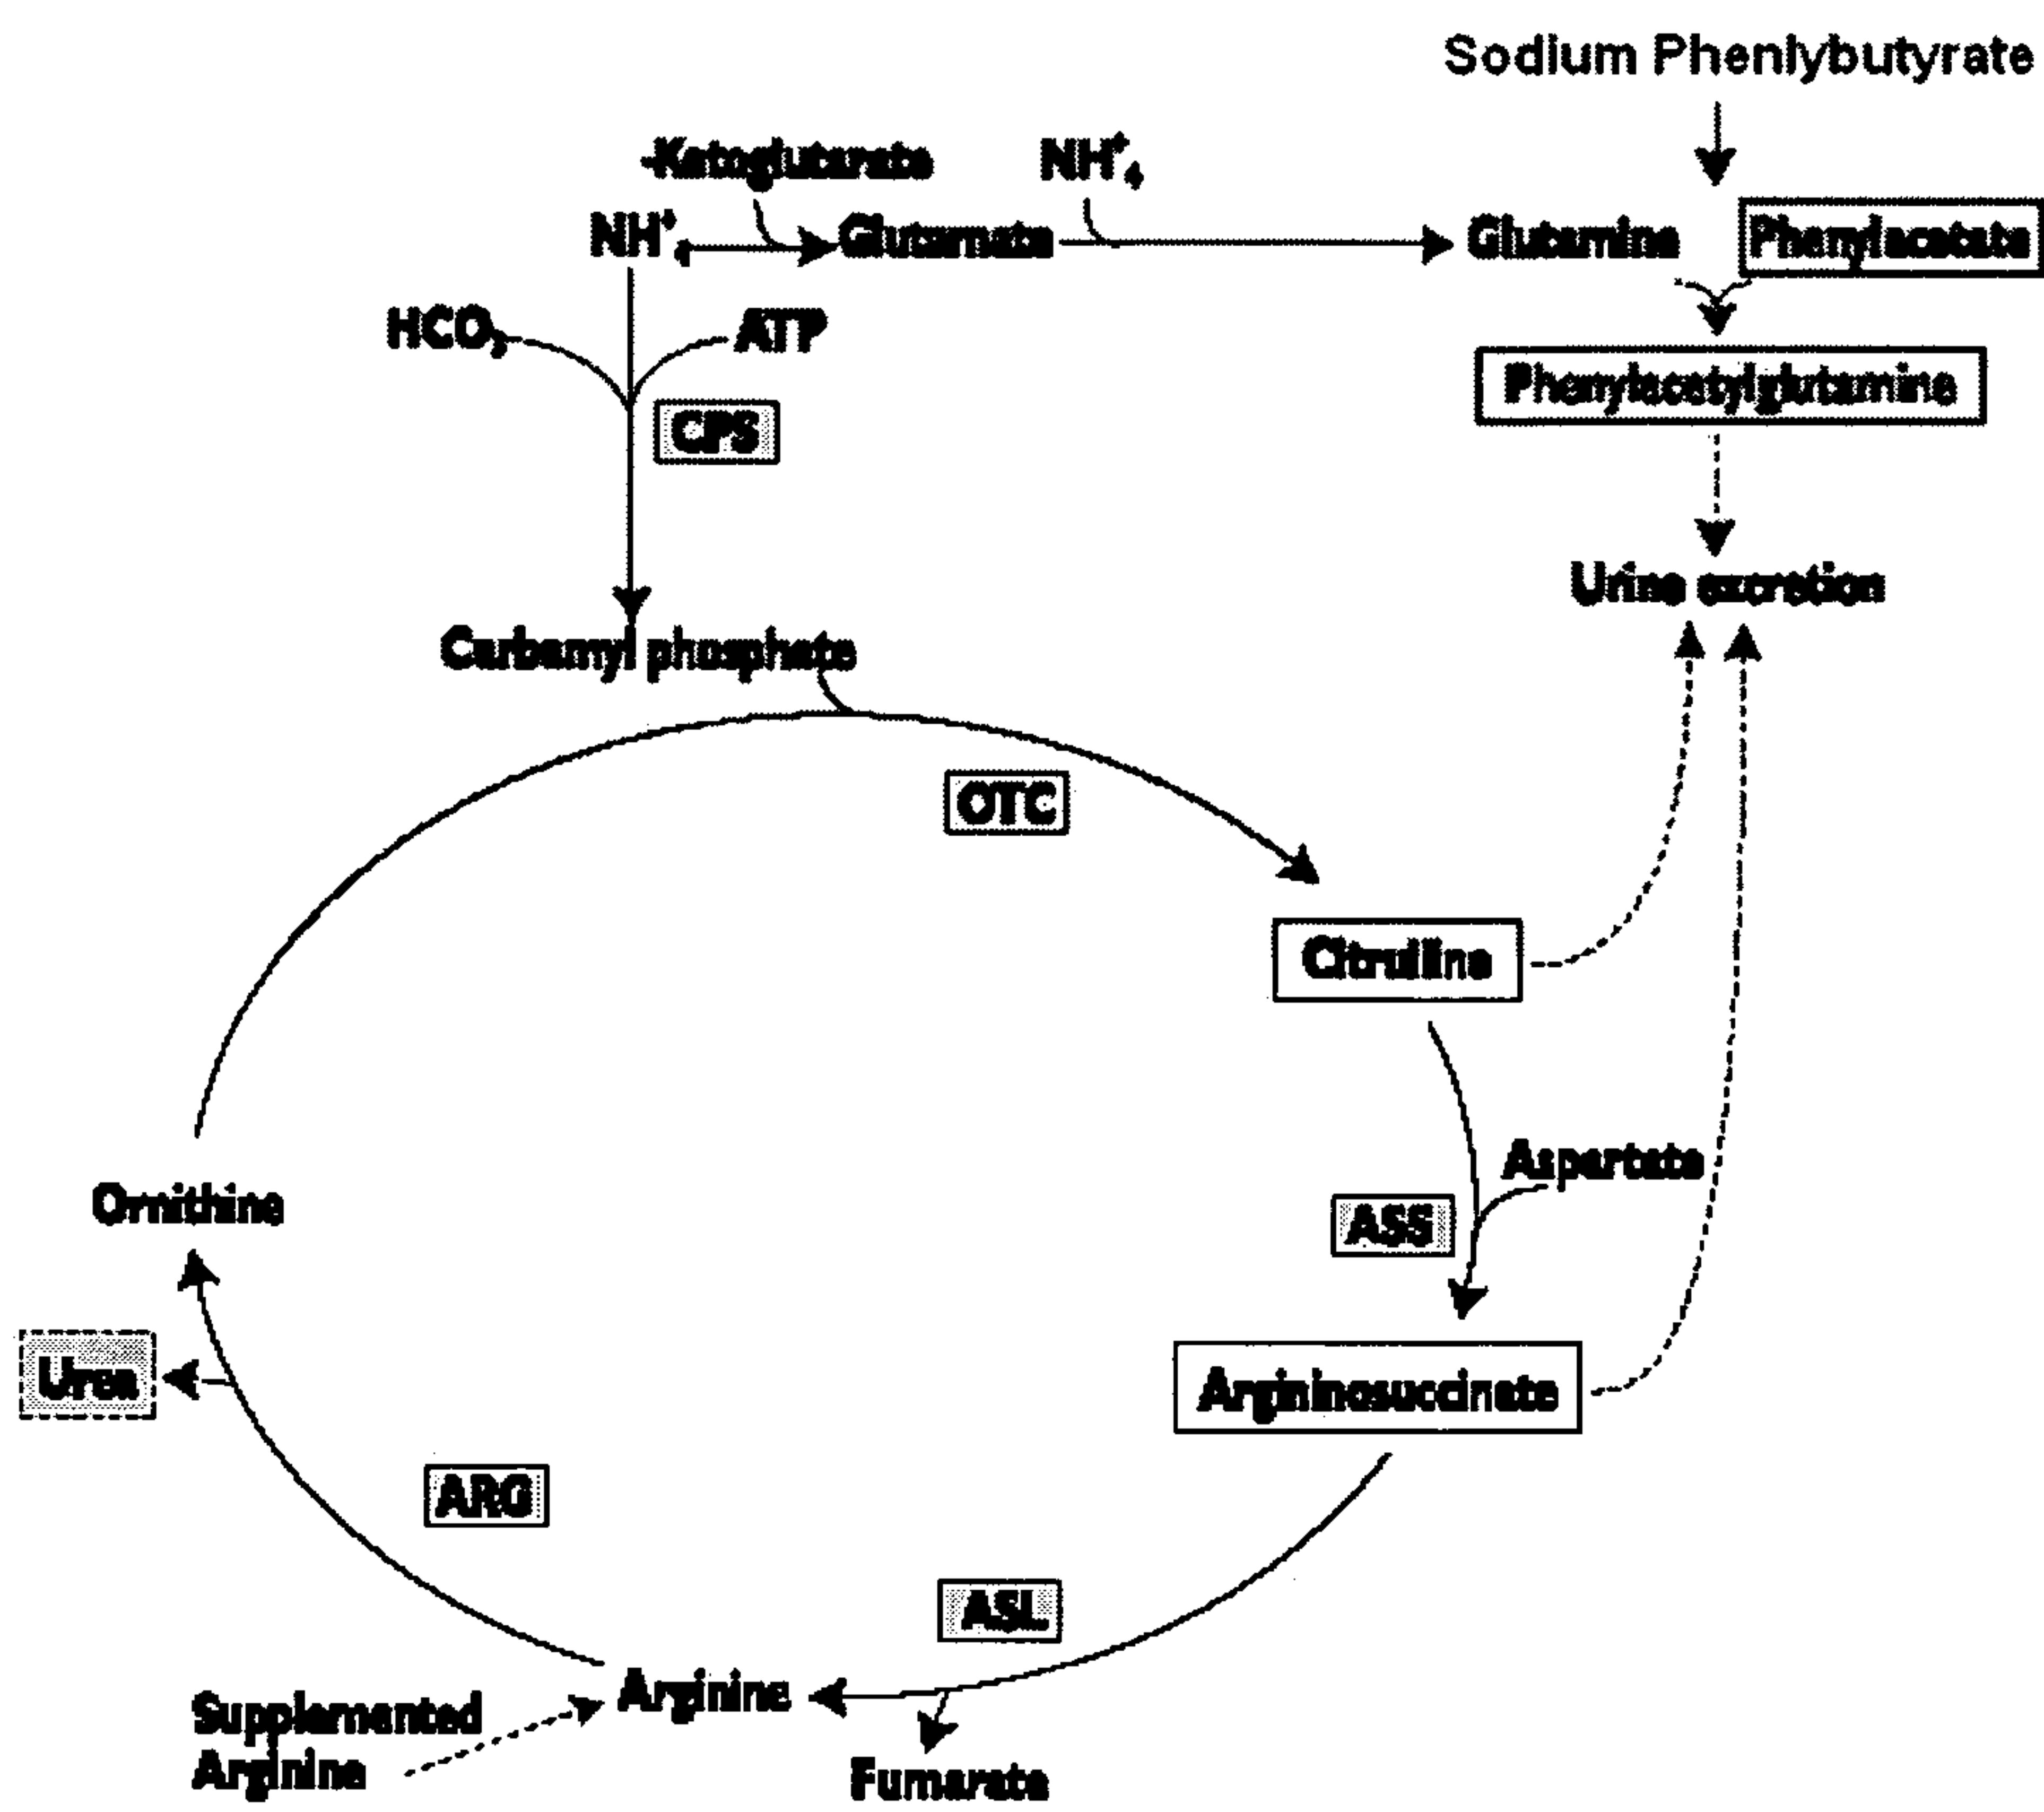 Sodium Phenlybutyrate
-Ketoglutarate
NH⁺₄
NH⁺₄
Glutamate
Glutamine
Phenylacetate
HCO₃
ATP
CPS
Phenylacetylglutamine
Urine excretion
Carbamyl phosphate
OTC
Citrulline
Aspartate
ASS
Ornithine
Urea
Argininosuccinate
ARG
ASL
Arginine
Supplemented
Arginine
Fumarate